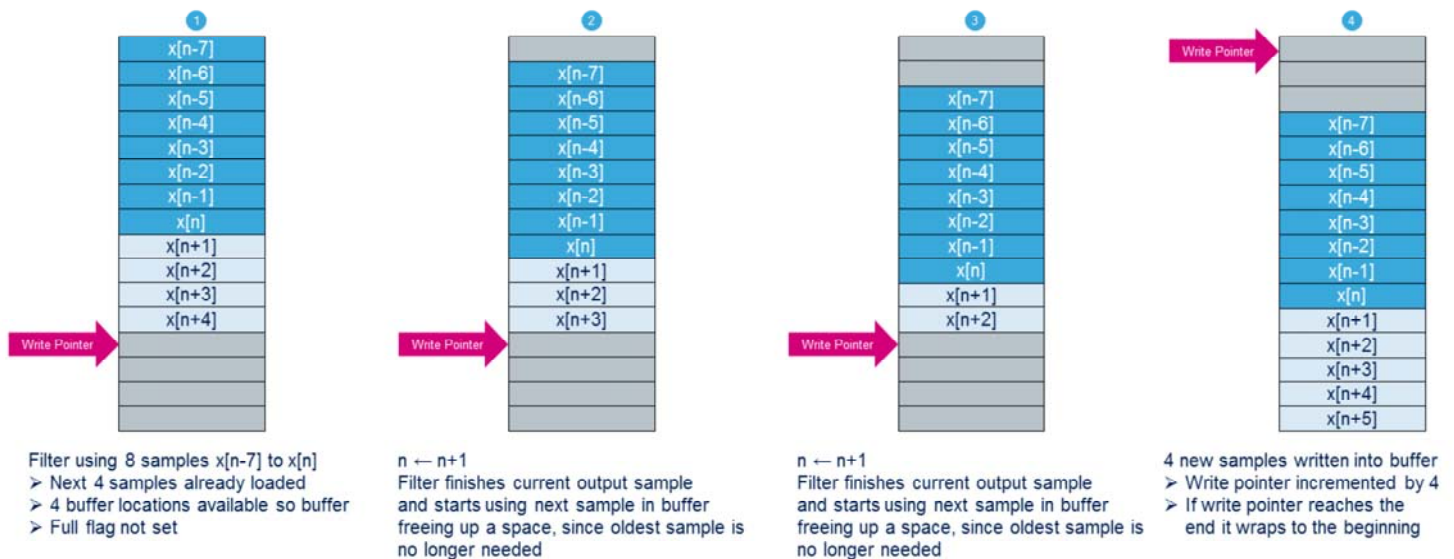 1
x[n-7]
x[n-6]
x[n-5]
x[n-4]
x[n-3]
x[n-2]
x[n-1]
x[n]
x[n+1]
x[n+2]
x[n+3]
x[n+4]
Write Pointer
Filter using 8 samples x[n-7] to x[n]
➢ Next 4 samples already loaded
➢ 4 buffer locations available so buffer
➢ Full flag not set
2
x[n-7]
x[n-6]
x[n-5]
x[n-4]
x[n-3]
x[n-2]
x[n-1]
x[n]
x[n+1]
x[n+2]
x[n+3]
Write Pointer
n ← n+1
Filter finishes current output sample
and starts using next sample in buffer
freeing up a space, since oldest sample is
no longer needed
3
x[n-7]
x[n-6]
x[n-5]
x[n-4]
x[n-3]
x[n-2]
x[n-1]
x[n]
x[n+1]
x[n+2]
Write Pointer
n ← n+1
Filter finishes current output sample
and starts using next sample in buffer
freeing up a space, since oldest sample is
no longer needed
4
Write Pointer
x[n-7]
x[n-6]
x[n-5]
x[n-4]
x[n-3]
x[n-2]
x[n-1]
x[n]
x[n+1]
x[n+2]
x[n+3]
x[n+4]
x[n+5]
4 new samples written into buffer
➢ Write pointer incremented by 4
➢ If write pointer reaches the
end it wraps to the beginning